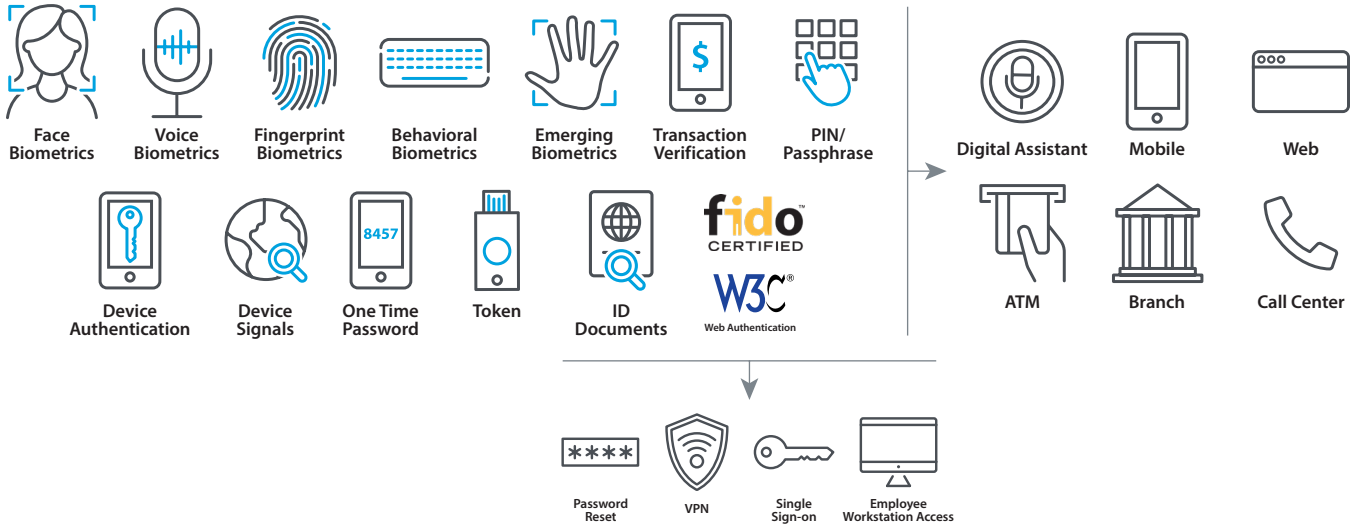 $
Face
Biometrics
Voice
Biometrics
Fingerprint
Biometrics
Behavioral
Biometrics
Emerging
Biometrics
Transaction
Verification
PIN/
Passphrase
Digital Assistant
Mobile
Web
8457
fido™
CERTIFIED
W3C®
Web Authentication
Device
Authentication
Device
Signals
One Time
Password
Token
ID
Documents
ATM
Branch
Call Center
****
Password
Reset
VPN
Single
Sign-on
Employee
Workstation Access